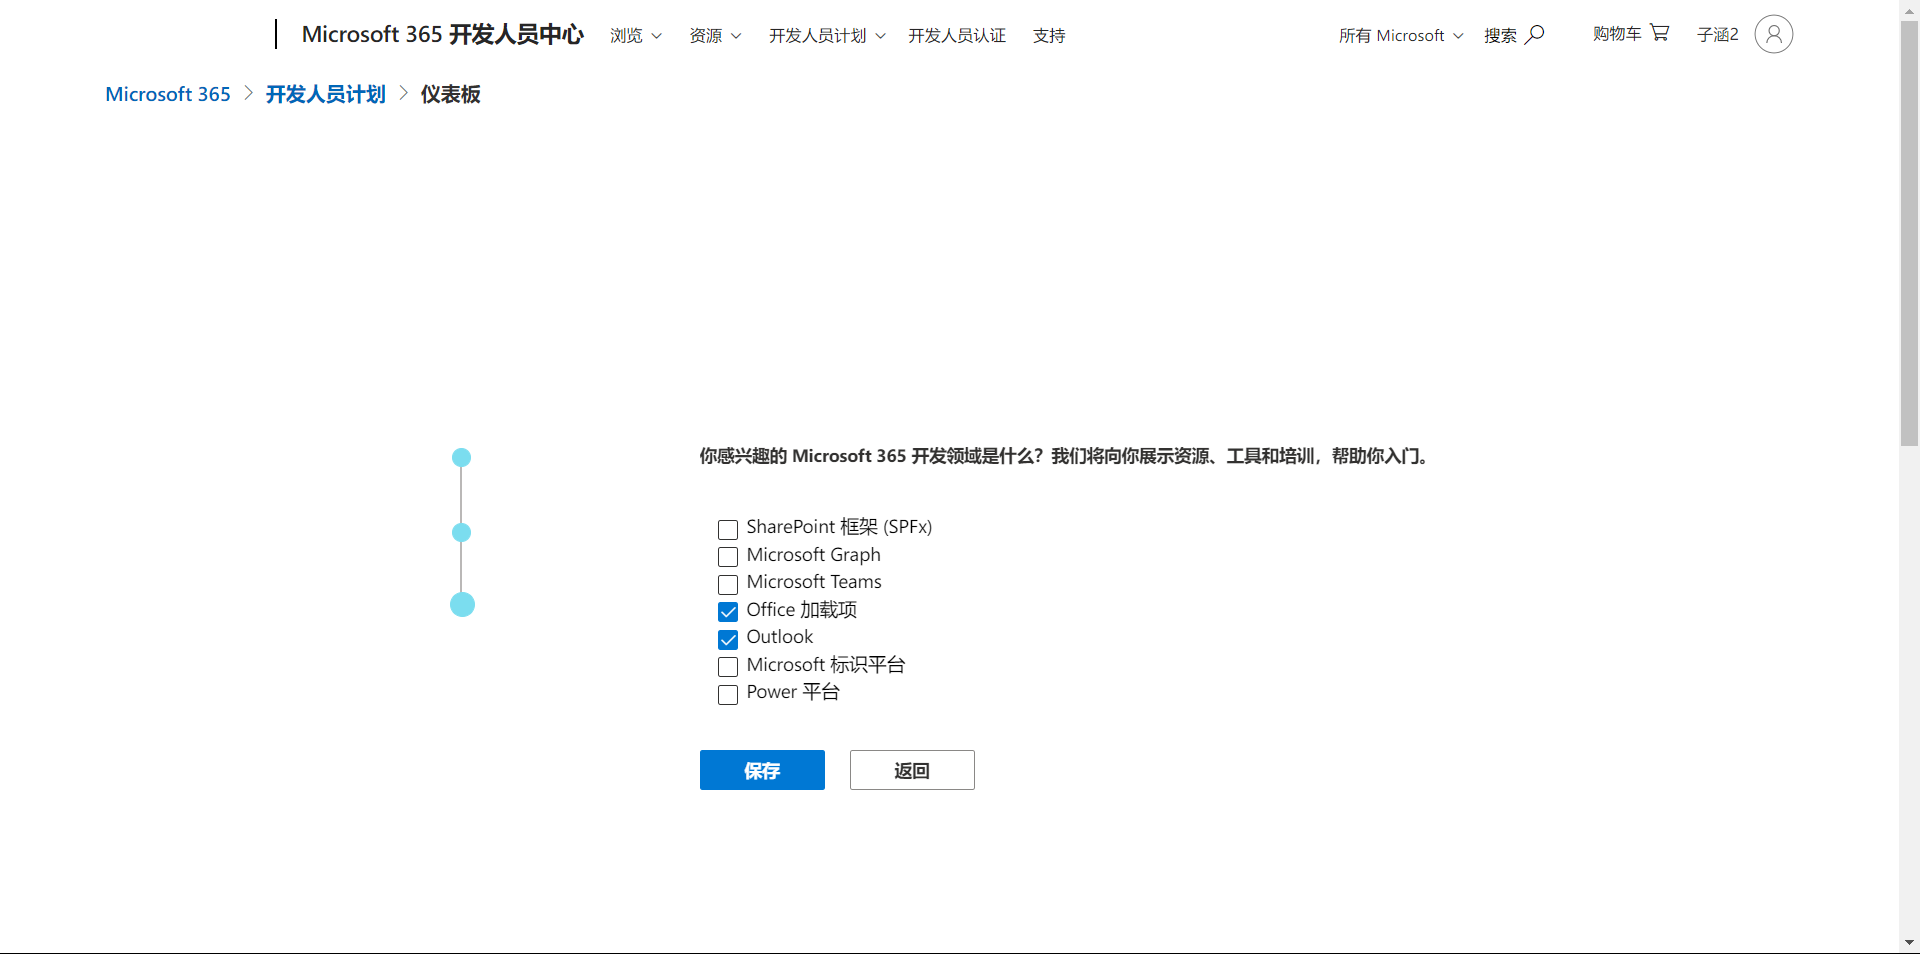 Microsoft 365 开发人员中心 浏览 资源 开发人员计划 开发人员认证 支持 所有 Microsoft 搜索 购物车 子涵2
Microsoft 365 > 开发人员计划 > 仪表板
你感兴趣的 Microsoft 365 开发领域是什么？我们将向你展示资源、工具和培训，帮助你入门。
SharePoint 框架 (SPFx)
Microsoft Graph
Microsoft Teams
Office 加载项
Outlook
Microsoft 标识平台
Power 平台
保存 返回